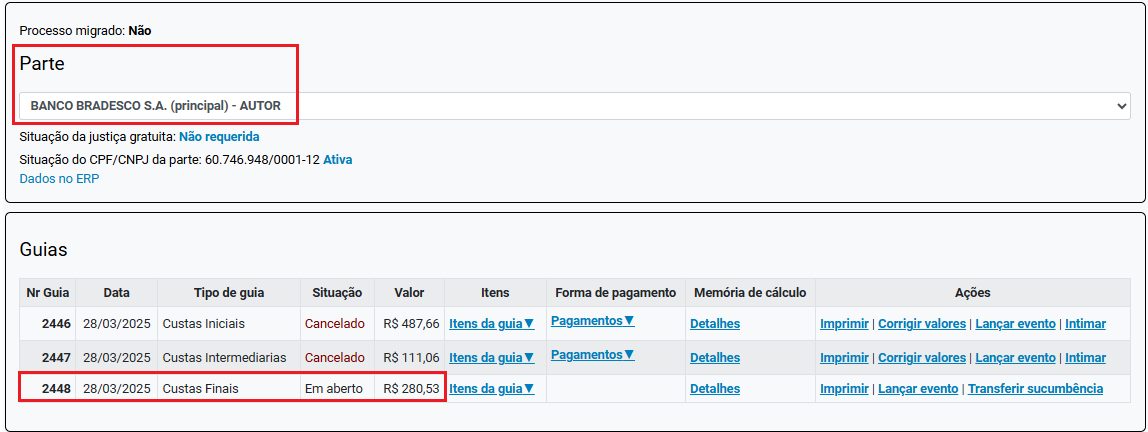 Processo migrado: Não
Parte
BANCO BRADESCO S.A. (principal) - AUTOR
Situação da justiça gratuita: Não requerida
Situação do CPF/CNPJ da parte: 60.746.948/0001-12 Ativa
Dados no ERP
Guias
Nr Guia Data Tipo de guia Situação Valor Itens Forma de pagamento Memória de cálculo Ações
2446 28/03/2025 Custas Iniciais Cancelado R$ 487,66 Itens da guia▼ Pagamentos▼ Detalhes Imprimir | Corrigir valores | Lançar evento | Intimar
2447 28/03/2025 Custas Intermediarias Cancelado R$ 111,06 Itens da guia▼ Pagamentos▼ Detalhes Imprimir | Corrigir valores | Lançar evento | Intimar
2448 28/03/2025 Custas Finais Em aberto R$ 280,53 Itens da guia▼ Detalhes Imprimir | Lançar evento | Transferir sucumbência